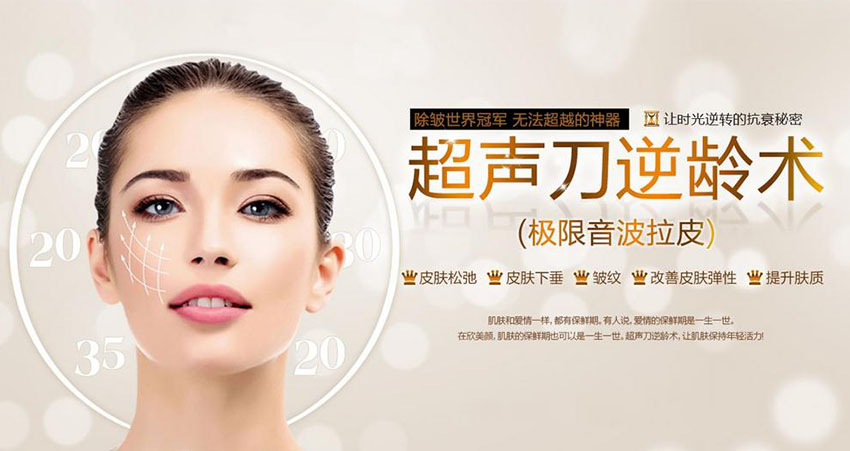 除皱世界冠军 无法超越的神器 让时光逆转的抗衰秘密
超声刀逆龄术
(极限音波拉皮)
皮肤松弛 皮肤下垂 皱纹 改善皮肤弹性 提升肤质
肌肤和爱情一样,都有保鲜期。有人说,爱情的保鲜期是一生一世。
在欣美颜,肌肤的保鲜期也可以是一生一世。超声刀逆龄术,让肌肤保持年轻活力!
20
20
30
35
20